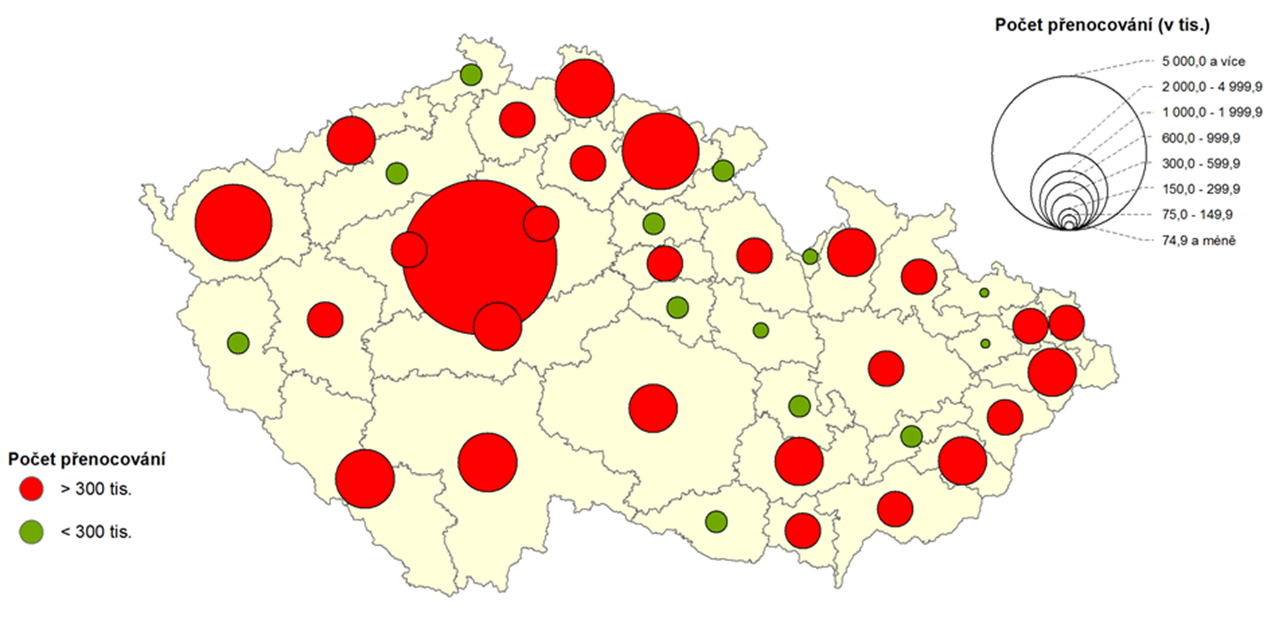 Počet přenocování (v tis.)
5 000,0 a více
2 000,0 - 4 999,9
1 000,0 - 1 999,9
600,0 - 999,9
300,0 - 599,9
150,0 - 299,9
75,0 - 149,9
74,9 a méně
Počet přenocování
> 300 tis.
< 300 tis.